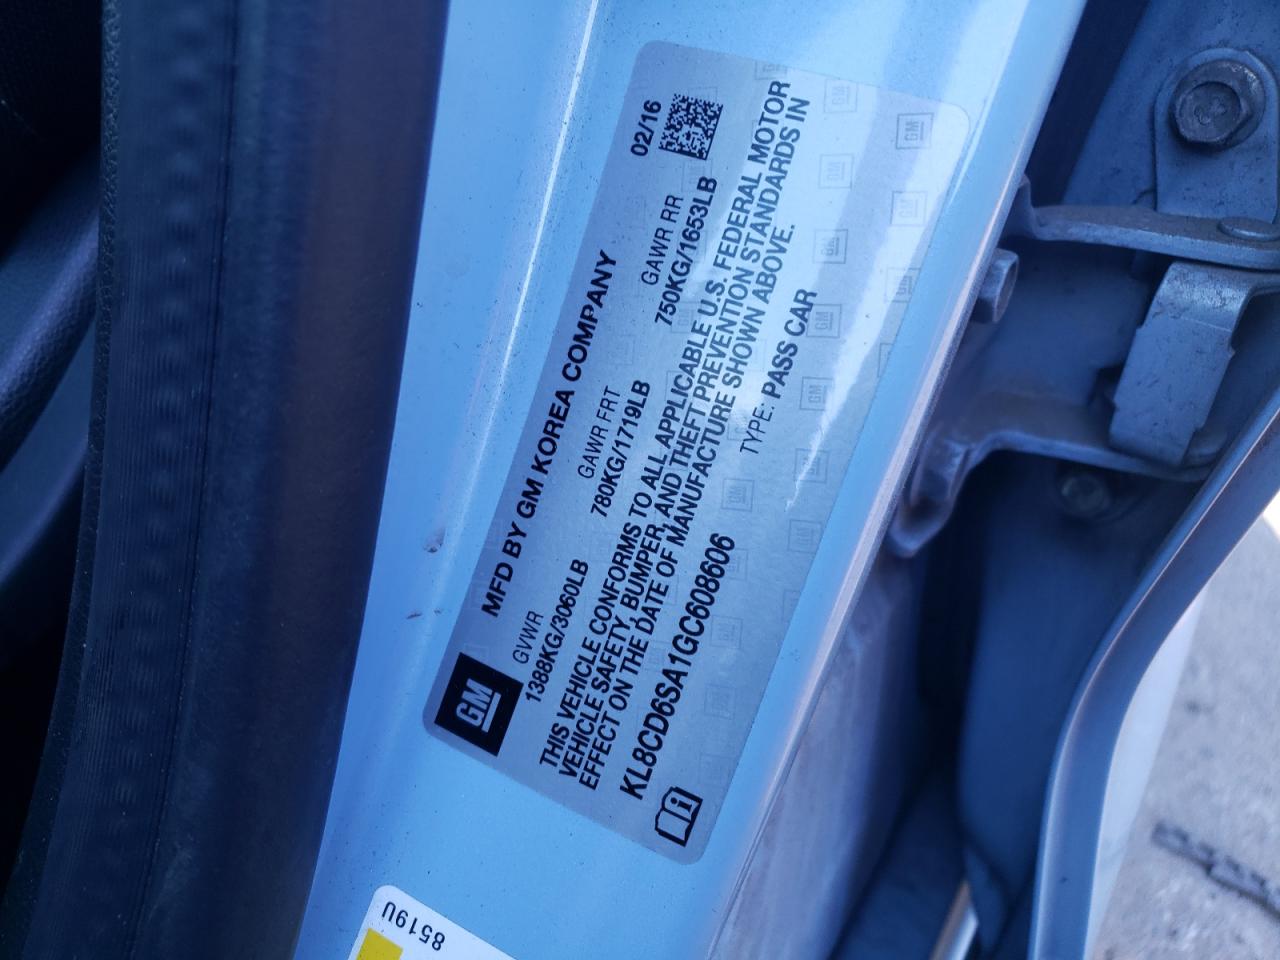 GM
MFD BY GM KOREA COMPANY
02/16
GVWR
GAWR FRT
GAWR RR
1388KG/3060LB
780KG/1719LB
750KG/1653LB
THIS VEHICLE CONFORMS TO ALL APPLICABLE U.S. FEDERAL MOTOR
VEHICLE SAFETY, BUMPER, AND THEFT PREVENTION STANDARDS IN
EFFECT ON THE DATE OF MANUFACTURE SHOWN ABOVE.
KL8CD6SA1GC608606
TYPE: PASS CAR
i
8519U